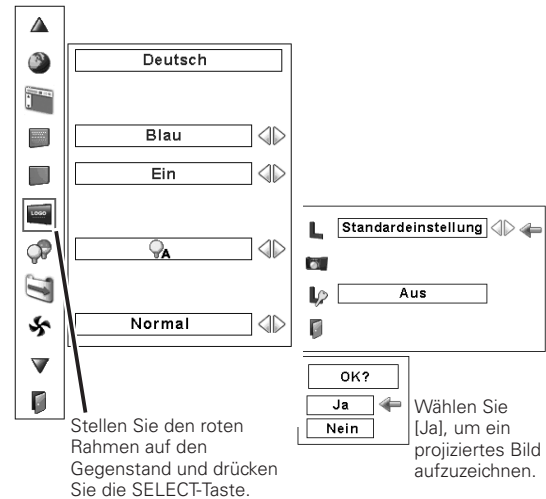 Deutsch
Blau
Ein
LOGO
A
Normal
Standardeinstellung
Aus
OK?
Ja
Nein
Stellen Sie den roten
Rahmen auf den
Gegenstand und drücken
Sie die SELECT-Taste.
Wählen Sie
[Ja], um ein
projiziertes Bild
aufzuzeichnen.